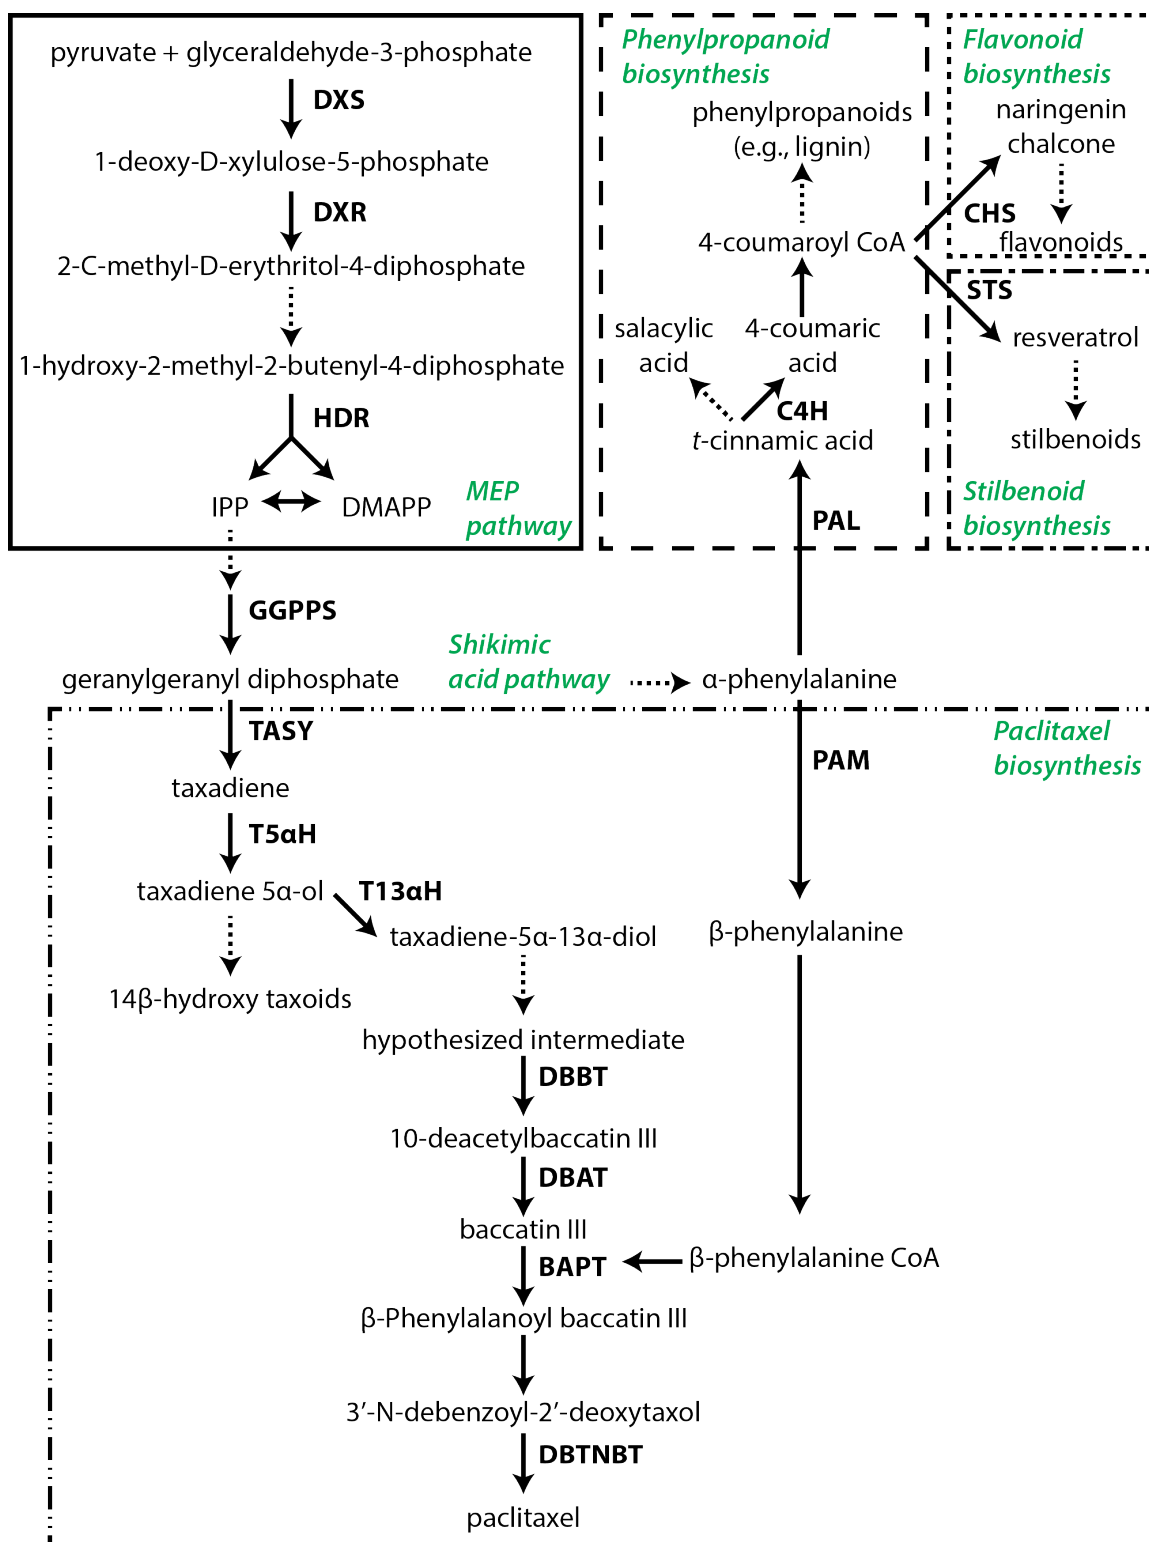 pyruvate + glyceraldehyde-3-phosphate
DXS
1-deoxy-D-xylulose-5-phosphate
DXR
2-C-methyl-D-erythritol-4-diphosphate
1-hydroxy-2-methyl-2-butenyl-4-diphosphate
HDR
IPP
DMAPP
MEP
pathway
Phenylpropanoid
biosynthesis
phenylpropanoids
(e.g., lignin)
4-coumaroyl CoA
salacylic
acid
4-coumaric
acid
C4H
t-cinnamic acid
PAL
Flavonoid
biosynthesis
naringenin
chalcone
CHS
flavonoids
STS
resveratrol
stilbenoids
Stilbenoid
biosynthesis
GGPPS
geranylgeranyl diphosphate
Shikimic
acid pathway
α-phenylalanine
TASY
taxadiene
T5αH
taxadiene 5α-ol
T13αH
taxadiene-5α-13α-diol
14β-hydroxy taxoids
hypothesized intermediate
DBBT
10-deacetylbaccatin III
DBAT
baccatin III
BAPT
β-Phenylalanoyl baccatin III
3’-N-debenzoyl-2’-deoxytaxol
DBTNBT
paclitaxel
PAM
Paclitaxel
biosynthesis
β-phenylalanine
β-phenylalanine CoA